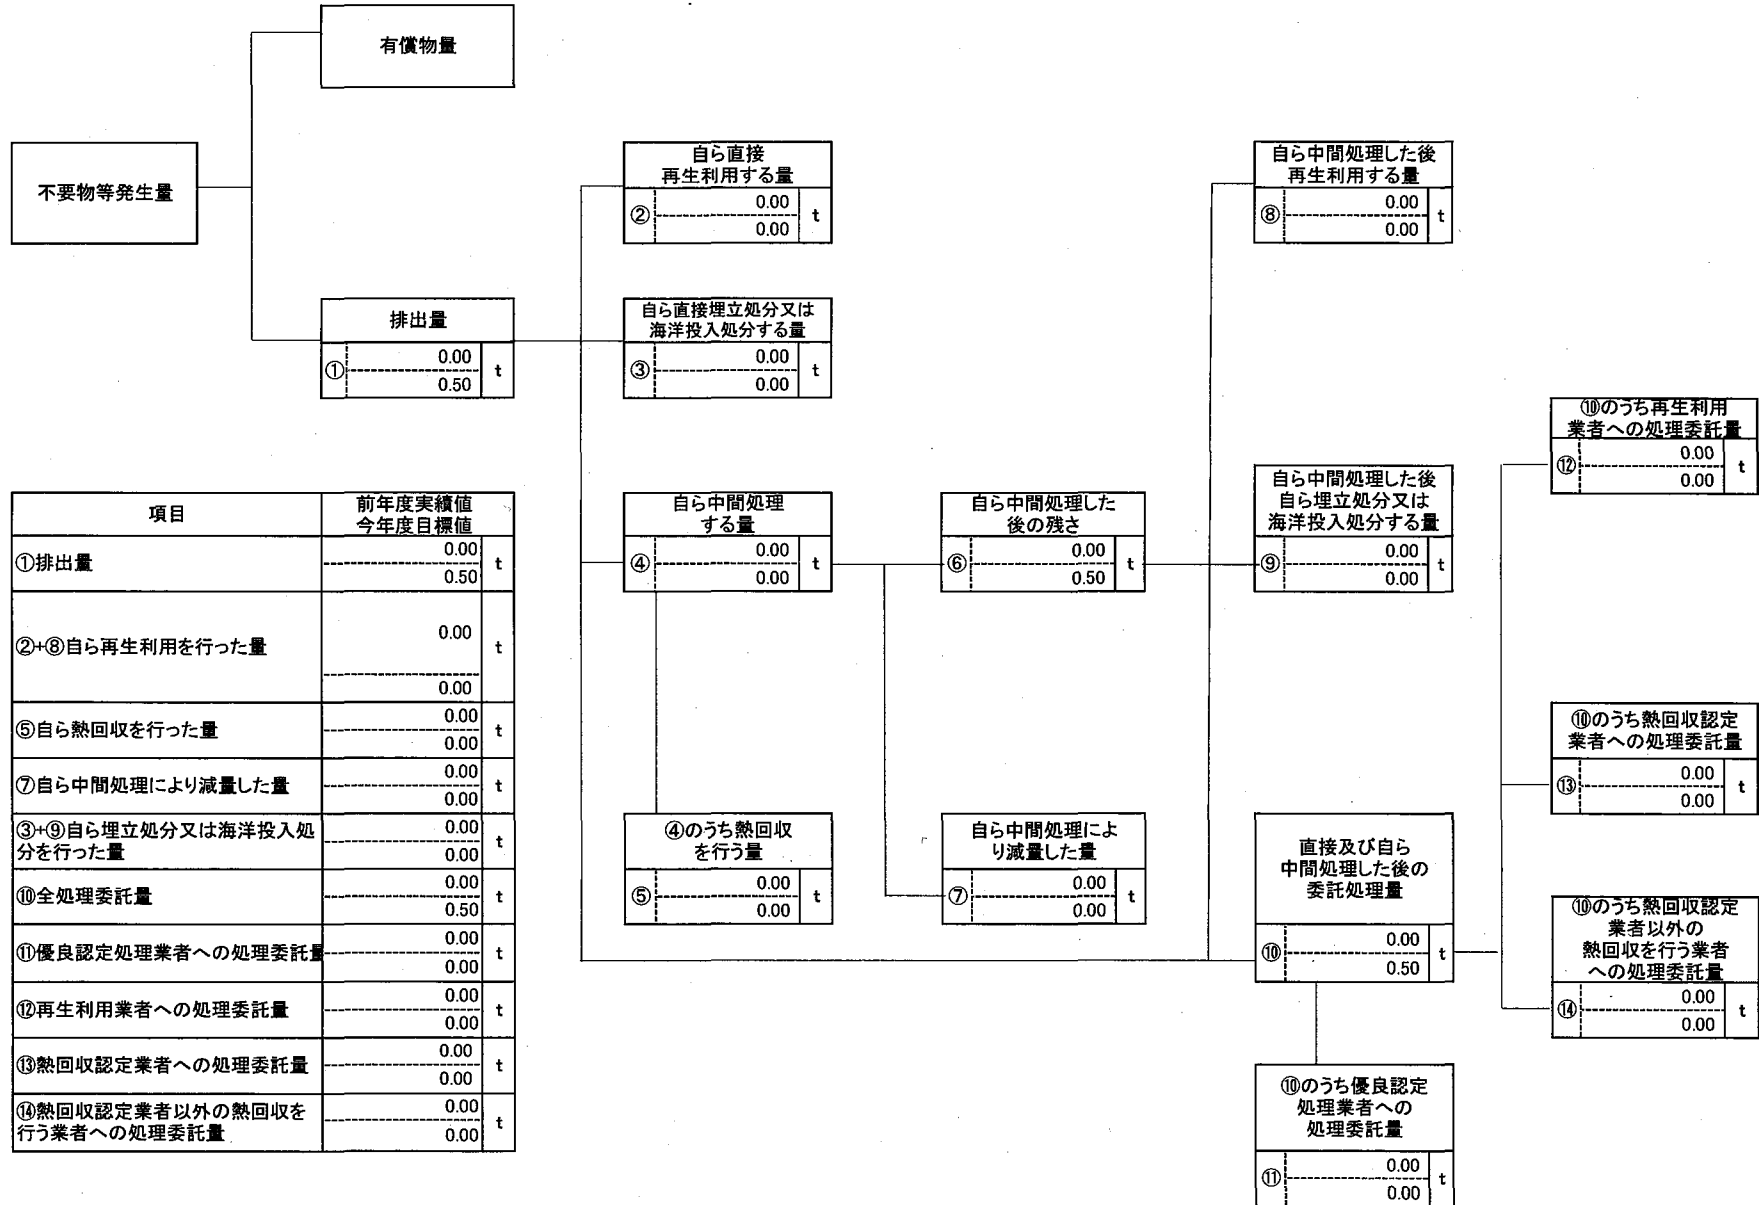 有償物量
不要物等発生量
排出量
①
0.00
0.50
t
自ら直接
再生利用する量
②
0.00
0.00
t
自ら直接埋立処分又は
海洋投入処分する量
③
0.00
0.00
t
自ら中間処理
する量
④
0.00
0.00
t
④のうち熱回収
を行う量
⑤
0.00
0.00
t
自ら中間処理した
後の残さ
⑥
0.00
0.50
t
自ら中間処理によ
り減量した量
⑦
0.00
0.00
t
自ら中間処理した後
再生利用する量
⑧
0.00
0.00
t
自ら中間処理した後
自ら埋立処分又は
海洋投入処分する量
⑨
0.00
0.00
t
直接及び自ら
中間処理した後の
委託処理量
⑩
0.00
0.50
t
⑩のうち優良認定
処理業者への
処理委託量
⑪
0.00
0.00
t
⑩のうち再生利用
業者への処理委託量
⑫
0.00
0.00
t
⑩のうち熱回収認定
業者への処理委託量
⑬
0.00
0.00
t
⑩のうち熱回収認定
業者以外の
熱回収を行う業者
への処理委託量
⑭
0.00
0.00
t
項目
前年度実績値
今年度目標値
①排出量
0.00
0.50
t
②+⑧自ら再生利用を行った量
0.00
0.00
t
⑤自ら熱回収を行った量
0.00
0.00
t
⑦自ら中間処理により減量した量
0.00
0.00
t
③+⑨自ら埋立処分又は海洋投入処
分を行った量
0.00
0.00
t
⑩全処理委託量
0.00
0.50
t
⑪優良認定処理業者への処理委託量
0.00
0.00
t
⑫再生利用業者への処理委託量
0.00
0.00
t
⑬熱回収認定業者への処理委託量
0.00
0.00
t
⑭熱回収認定業者以外の熱回収を
行う業者への処理委託量
0.00
0.00
t